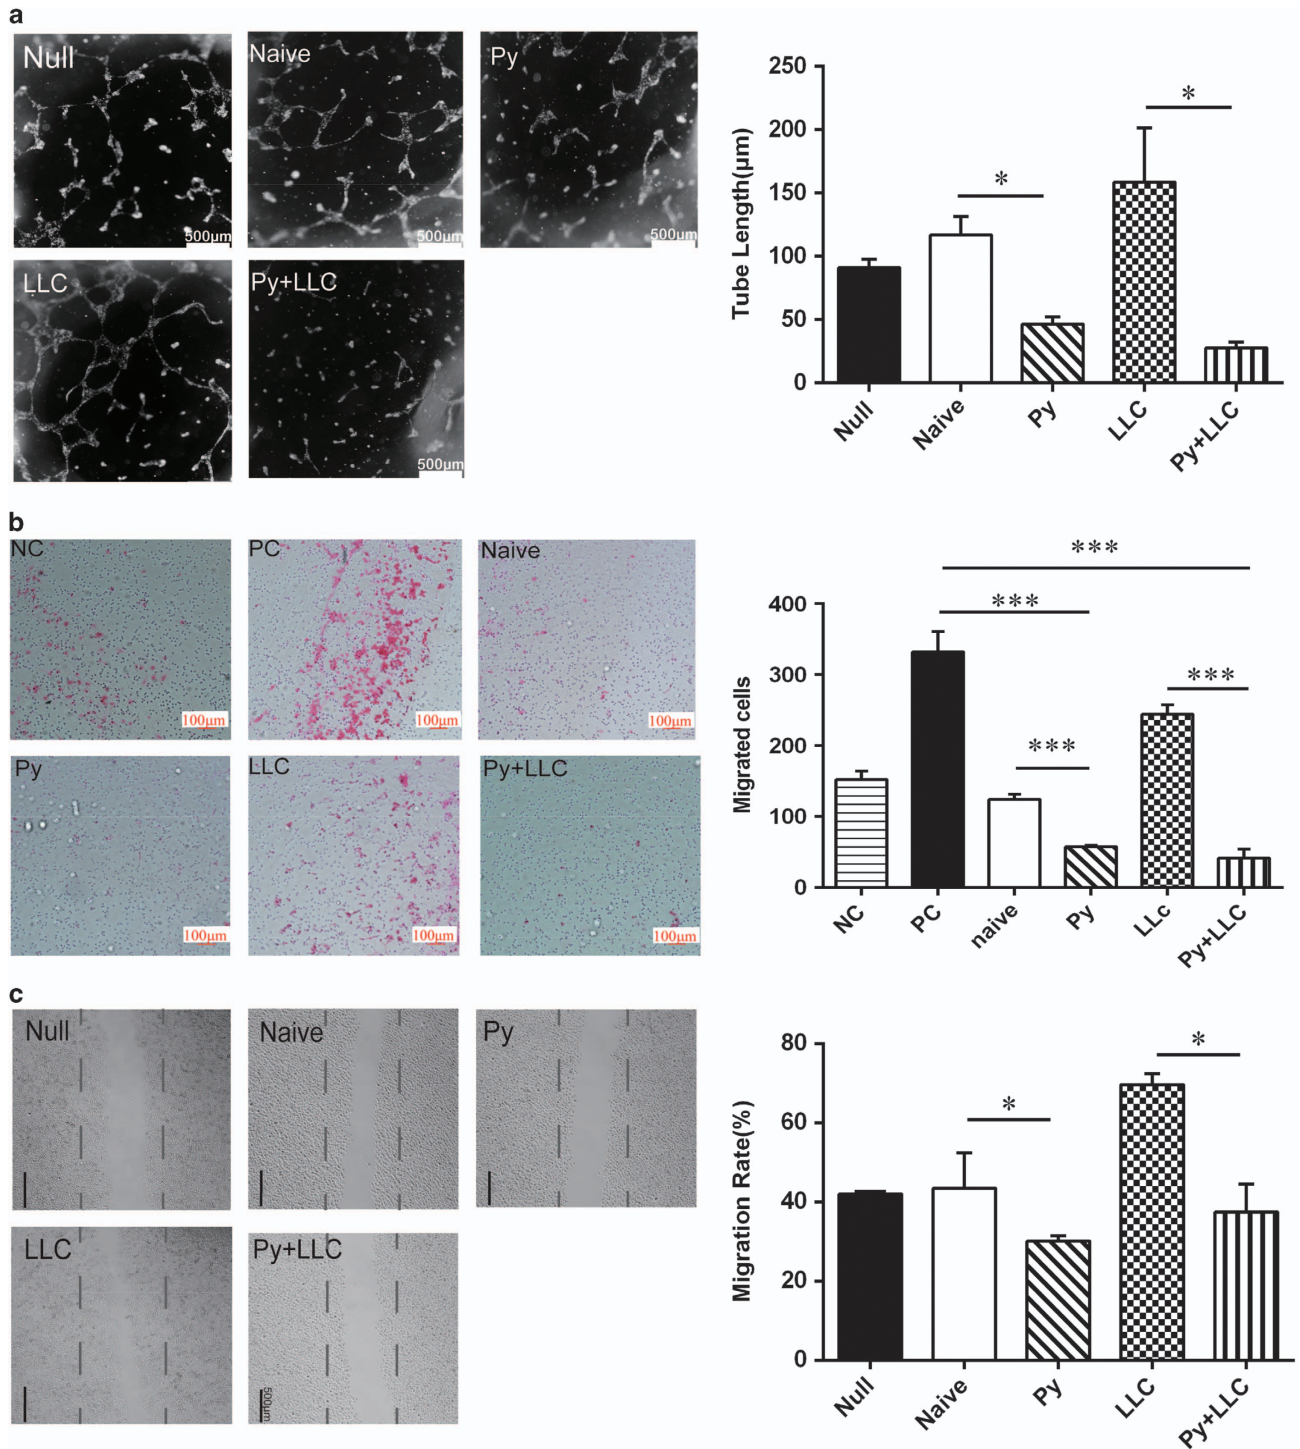 a
Null
500μm
Naive
500μm
Py
500μm
LLC
Py+LLC
500μm
Tube Length(μm)
250
200
150
100
50
0
*
*
Null
Naive
Py
LLC
Py+LLC
b
NC
100μm
PC
100μm
Naive
100μm
Py
100μm
LLC
100μm
Py+LLC
100μm
Migrated cells
400
300
200
100
0
***
***
***
***
NC
PC
naive
Py
LLc
Py+LLC
c
Null
Naive
Py
LLC
Py+LLC
500μm
Migration Rate(%)
80
60
40
20
0
*
*
Null
Naive
Py
LLC
Py+LLC